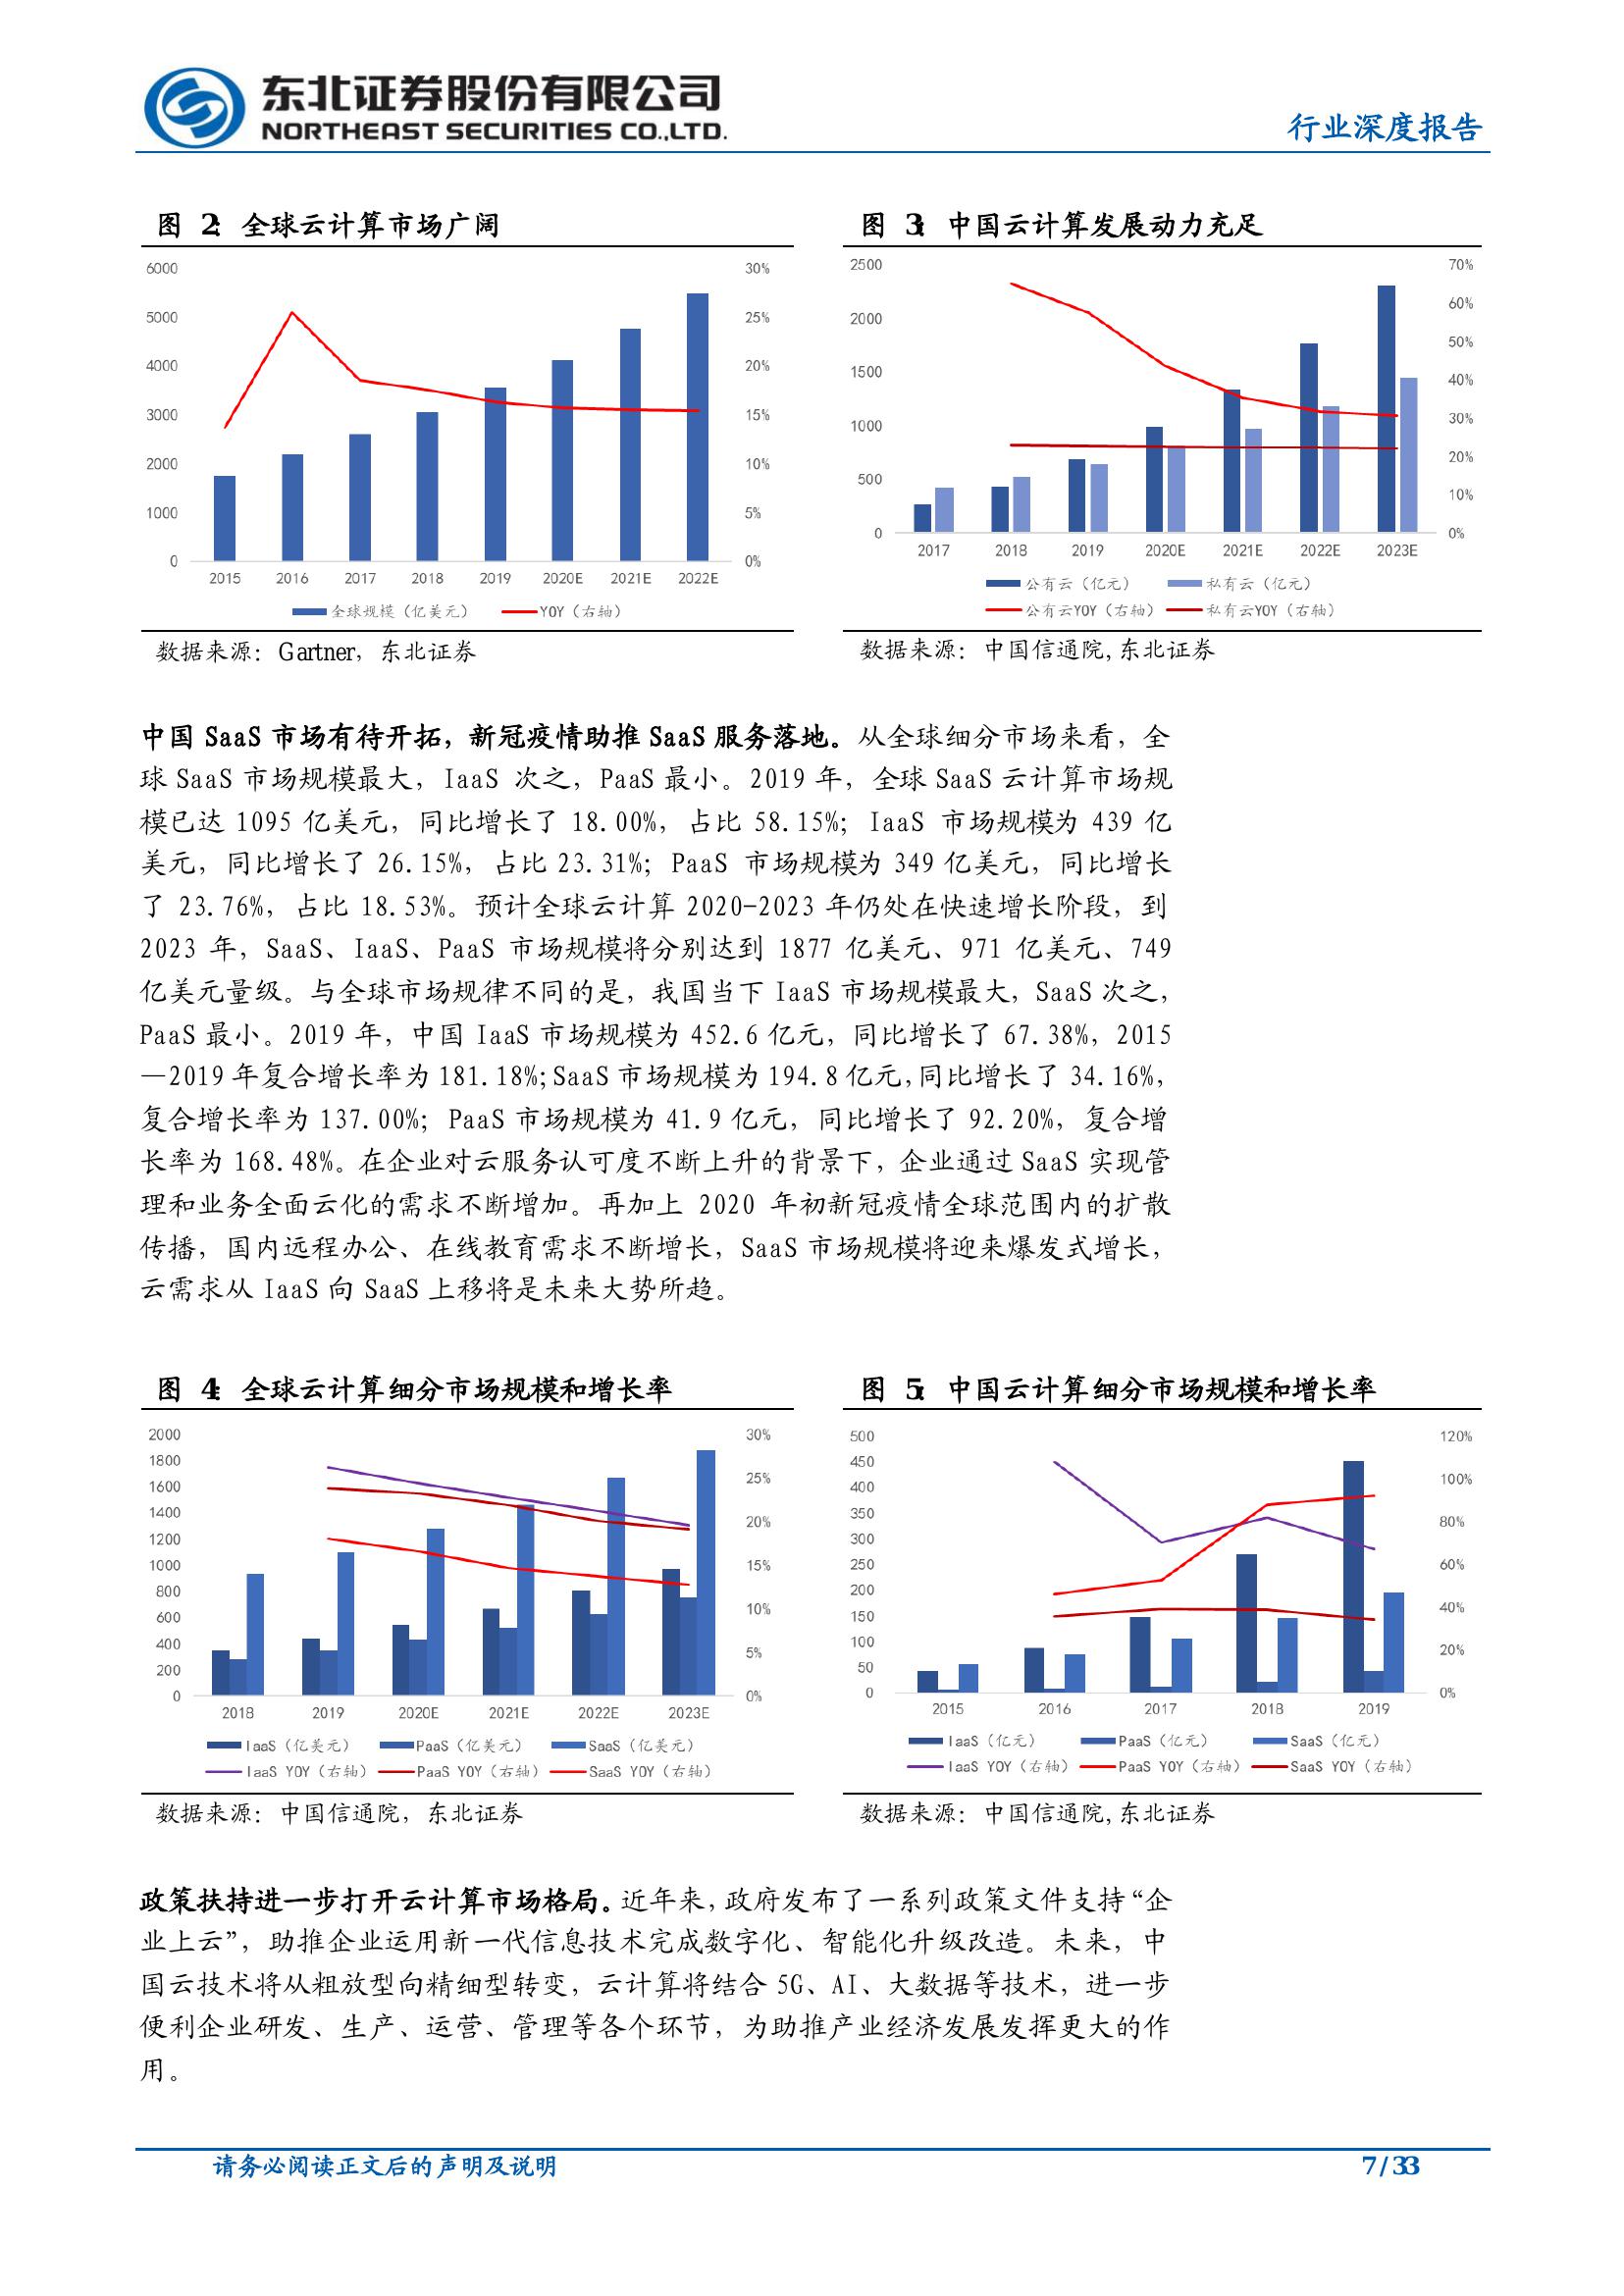 东北证券股份有限公司
NORTHEAST SECURITIES CO.,LTD.
行业深度报告
图 2: 全球云计算市场广阔
6000 5000 4000 3000 2000 1000 0
30% 25% 20% 15% 10% 5% 0%
2015 2016 2017 2018 2019 2020E 2021E 2022E
全球规模（亿美元） YOY（右轴）
数据来源：Gartner，东北证券
图 3: 中国云计算发展动力充足
2500 2000 1500 1000 500 0
70% 60% 50% 40% 30% 20% 10% 0%
2017 2018 2019 2020E 2021E 2022E 2023E
公有云（亿元） 私有云（亿元）
公有云YOY（右轴） 私有云YOY（右轴）
数据来源：中国信通院,东北证券
中国 SaaS 市场有待开拓，新冠疫情助推 SaaS 服务落地。从全球细分市场来看，全
球 SaaS 市场规模最大，IaaS 次之，PaaS 最小。2019 年，全球 SaaS 云计算市场规
模已达 1095 亿美元，同比增长了 18.00%，占比 58.15%；IaaS 市场规模为 439 亿
美元，同比增长了 26.15%，占比 23.31%；PaaS 市场规模为 349 亿美元，同比增长
了 23.76%，占比 18.53%。预计全球云计算 2020-2023 年仍处在快速增长阶段，到
2023 年，SaaS、IaaS、PaaS 市场规模将分别达到 1877 亿美元、971 亿美元、749
亿美元量级。与全球市场规律不同的是，我国当下 IaaS 市场规模最大，SaaS 次之，
PaaS 最小。2019 年，中国 IaaS 市场规模为 452.6 亿元，同比增长了 67.38%，2015
—2019 年复合增长率为 181.18%；SaaS 市场规模为 194.8 亿元，同比增长了 34.16%，
复合增长率为 137.00%；PaaS 市场规模为 41.9 亿元，同比增长了 92.20%，复合增
长率为 168.48%。在企业对云服务认可度不断上升的背景下，企业通过 SaaS 实现管
理和业务全面云化的需求不断增加。再加上 2020 年初新冠疫情全球范围内的扩散
传播，国内远程办公、在线教育需求不断增长，SaaS 市场规模将迎来爆发式增长，
云需求从 IaaS 向 SaaS 上移将是未来大势所趋。
图 4: 全球云计算细分市场规模和增长率
2000 1800 1600 1400 1200 1000 800 600 400 200 0
30% 25% 20% 15% 10% 5% 0%
2018 2019 2020E 2021E 2022E 2023E
IaaS（亿美元） PaaS（亿美元） SaaS（亿美元）
IaaS YOY（右轴） PaaS YOY（右轴） SaaS YOY（右轴）
数据来源：中国信通院，东北证券
图 5: 中国云计算细分市场规模和增长率
500 450 400 350 300 250 200 150 100 50 0
120% 100% 80% 60% 40% 20% 0%
2015 2016 2017 2018 2019
IaaS（亿元） PaaS（亿元） SaaS（亿元）
IaaS YOY（右轴） PaaS YOY（右轴） SaaS YOY（右轴）
数据来源：中国信通院,东北证券
政策扶持进一步打开云计算市场格局。近年来，政府发布了一系列政策文件支持“企
业上云”，助推企业运用新一代信息技术完成数字化、智能化升级改造。未来，中
国云技术将从粗放型向精细型转变，云计算将结合 5G、AI、大数据等技术，进一步
便利企业研发、生产、运营、管理等各个环节，为助推产业经济发展发挥更大的作
用。
请务必阅读正文后的声明及说明
7 / 33